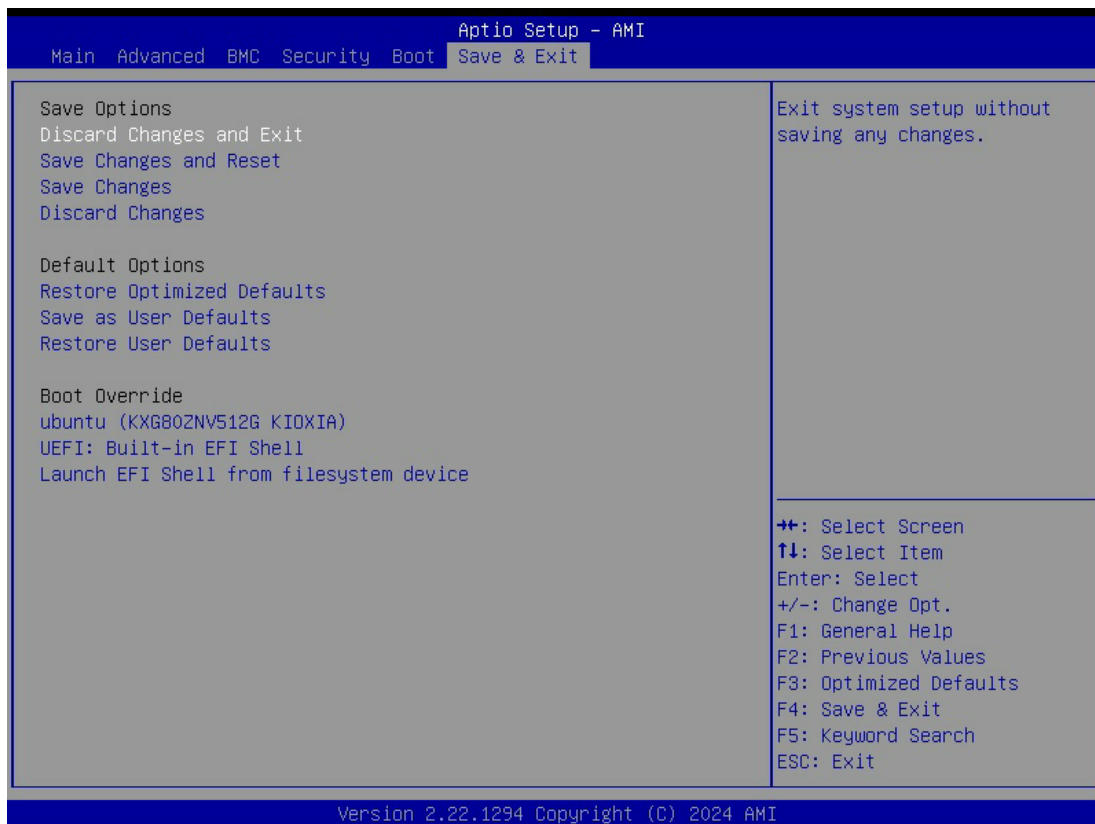 Aptio Setup – AMI
Main Advanced BMC Security Boot Save & Exit
Save Options
Discard Changes and Exit
Save Changes and Reset
Save Changes
Discard Changes
Default Options
Restore Optimized Defaults
Save as User Defaults
Restore User Defaults
Boot Override
ubuntu (KXG80ZNV512G KIOXIA)
UEFI: Built-in EFI Shell
Launch EFI Shell from filesystem device
Exit system setup without
saving any changes.
→←: Select Screen
↑↓: Select Item
Enter: Select
+/-: Change Opt.
F1: General Help
F2: Previous Values
F3: Optimized Defaults
F4: Save & Exit
F5: Keyword Search
ESC: Exit
Version 2.22.1294 Copyright (C) 2024 AMI